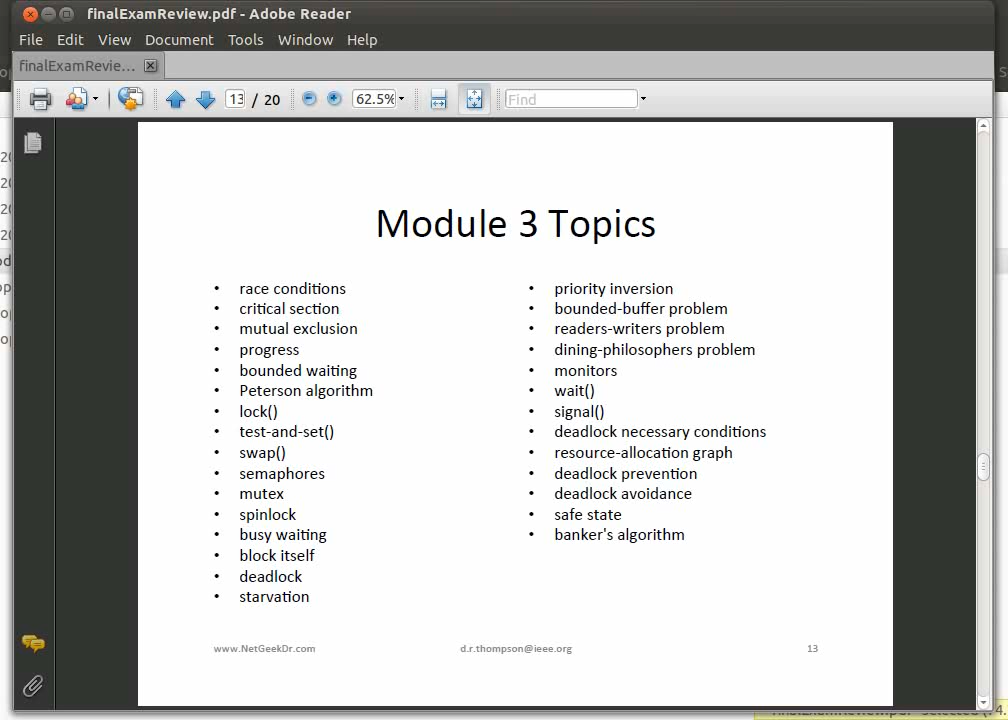 finalExamReview.pdf - Adobe Reader
File Edit View Document Tools Window Help
finalExamRevie...
13 / 20 62.5% Find
Module 3 Topics
• race conditions
• critical section
• mutual exclusion
• progress
• bounded waiting
• Peterson algorithm
• lock()
• test-and-set()
• swap()
• semaphores
• mutex
• spinlock
• busy waiting
• block itself
• deadlock
• starvation
• priority inversion
• bounded-buffer problem
• readers-writers problem
• dining-philosophers problem
• monitors
• wait()
• signal()
• deadlock necessary conditions
• resource-allocation graph
• deadlock prevention
• deadlock avoidance
• safe state
• banker's algorithm
www.NetGeekDr.com d.r.thompson@ieee.org 13